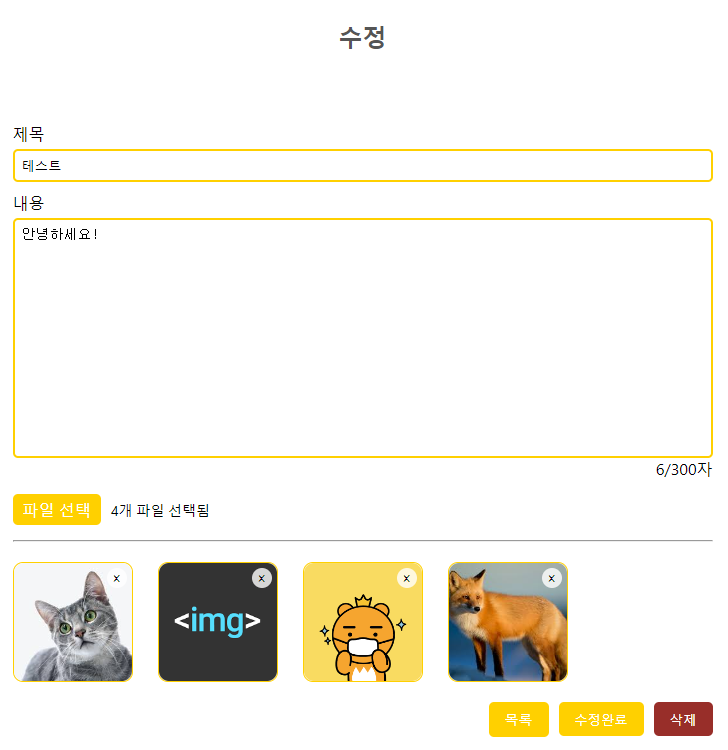 수정
제목
테스트
내용
안녕하세요!
6/300자
파일 선택 4개 파일 선택됨
x x x x
<img>
목록 수정완료 삭제